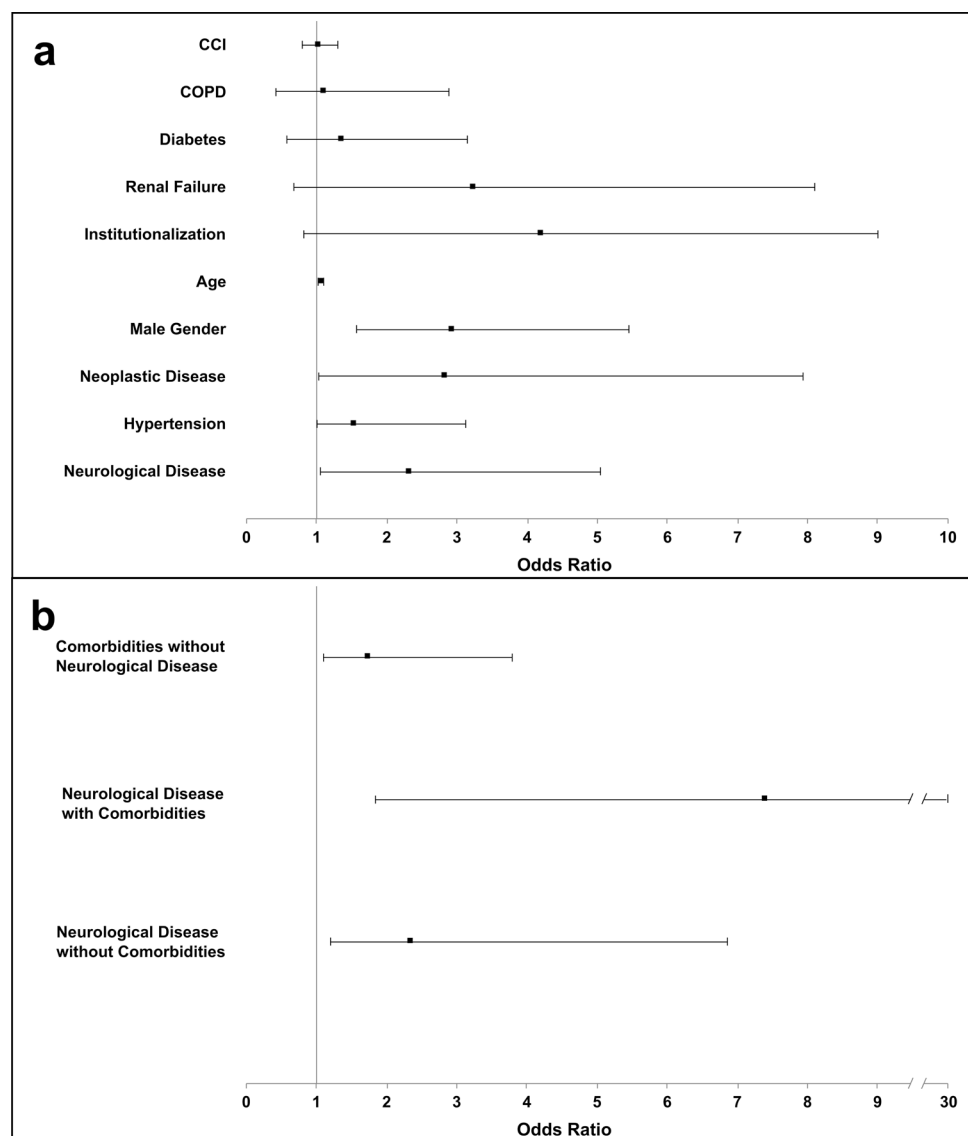 a
CCI
COPD
Diabetes
Renal Failure
Institutionalization
Age
Male Gender
Neoplastic Disease
Hypertension
Neurological Disease
0 1 2 3 4 5 6 7 8 9 10
Odds Ratio
b
Comorbidities without
Neurological Disease
Neurological Disease
with Comorbidities
Neurological Disease
without Comorbidities
0 1 2 3 4 5 6 7 8 9 30
Odds Ratio